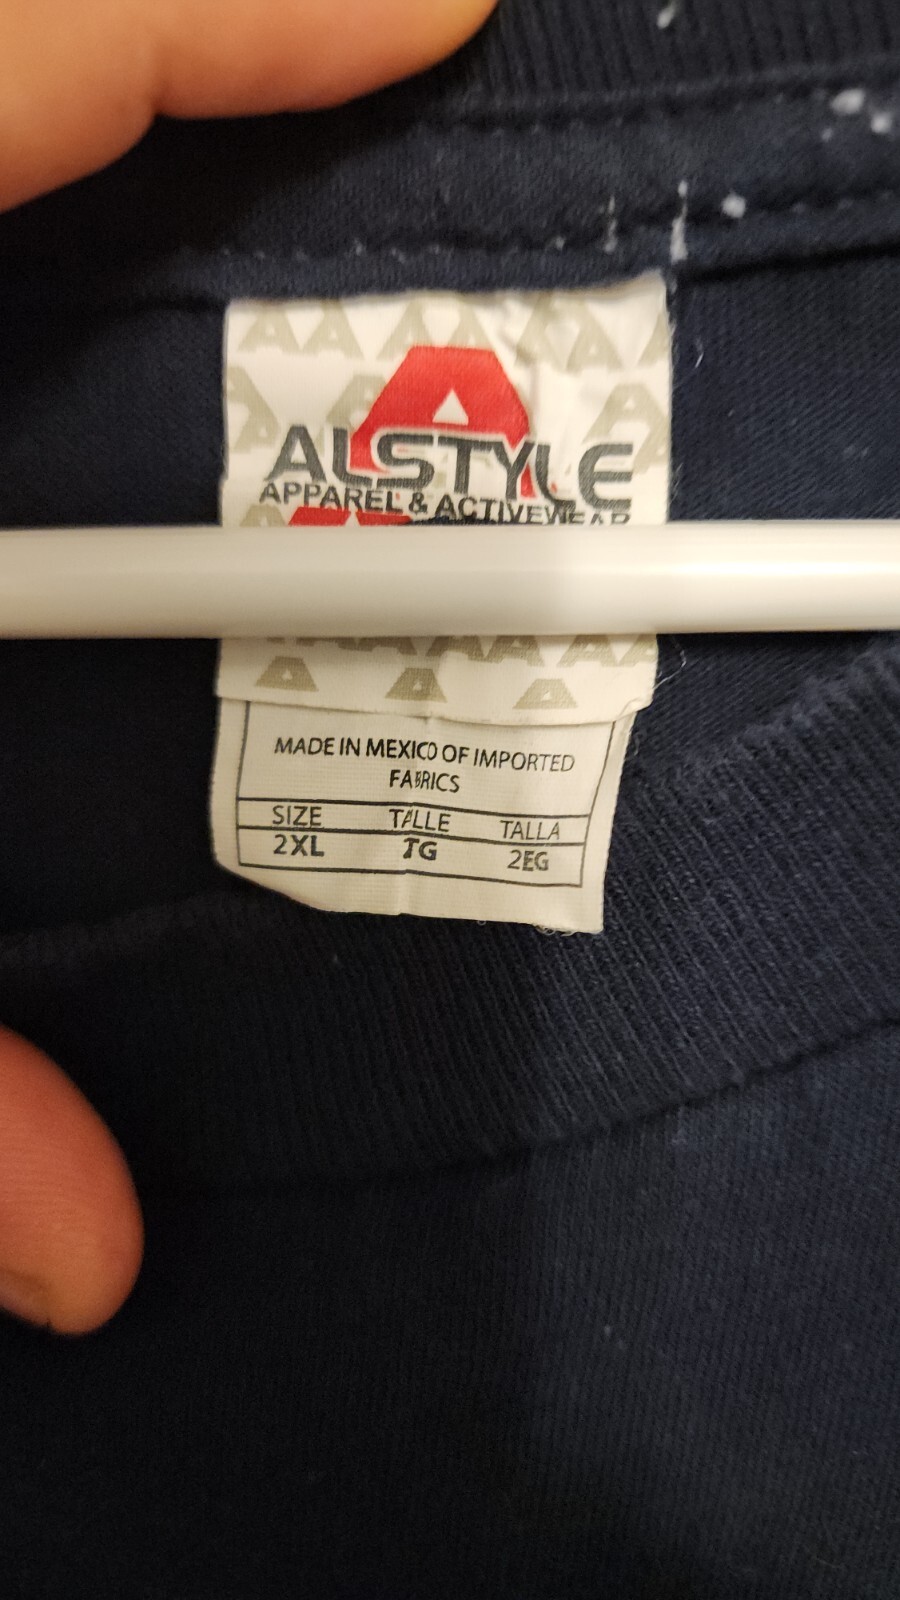 ALSTYLE
APPAREL & ACTIVEWEAR
MADE IN MEXICO OF IMPORTED
FABRICS
SIZE TALLE TALLA
2XL TG 2EG